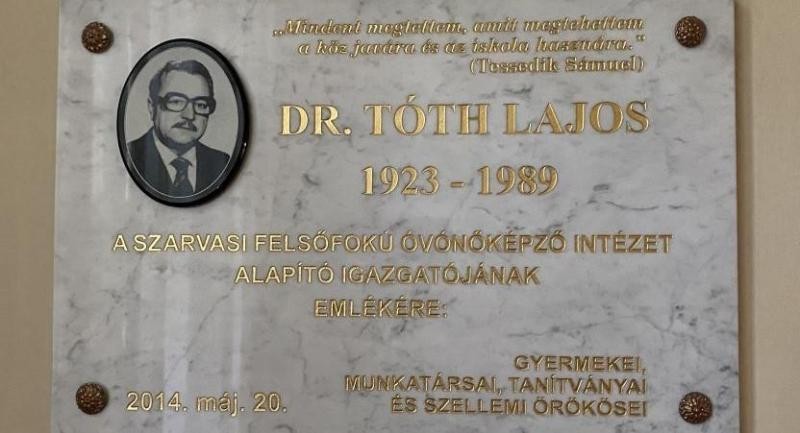 „Mindent megtettem, amit megtehettem
a köz javára és az iskola hasznára."
(Tessedik Sámuel)
DR. TÓTH LAJOS
1923 - 1989
A SZARVASI FELSŐFOKÚ ÓVÓNŐKÉPZŐ INTÉZET
ALAPÍTÓ IGAZGATÓJÁNAK
EMLÉKÉRE:
GYERMEKEI,
MUNKATÁRSAI, TANÍTVÁNYAI
ÉS SZELLEMI ÖRÖKÖSEI
2014. máj. 20.